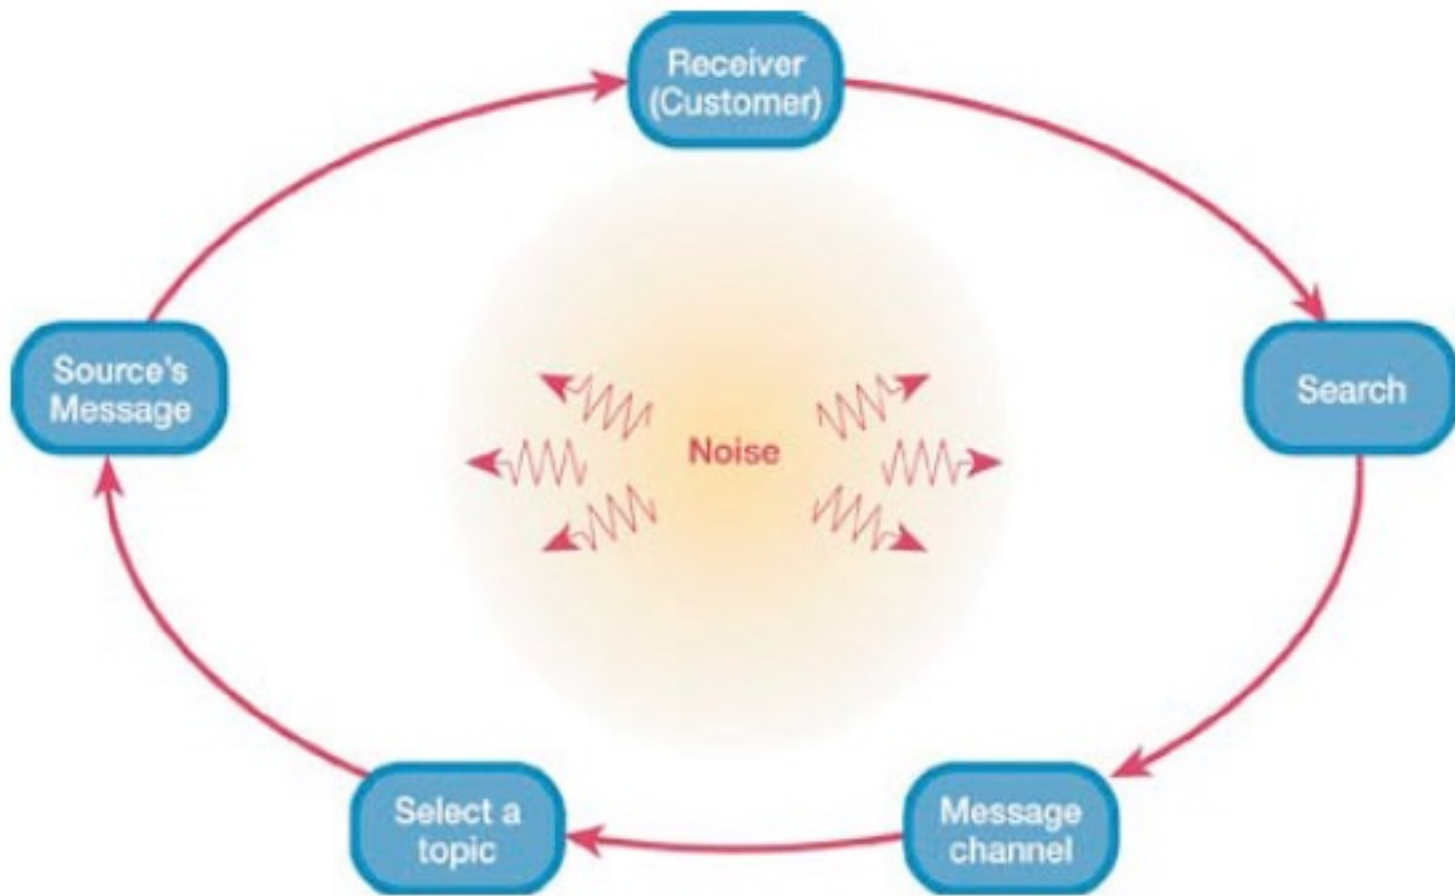 Receiver
(Customer)
Source's
Message
Search
Noise
Select a
topic
Message
channel